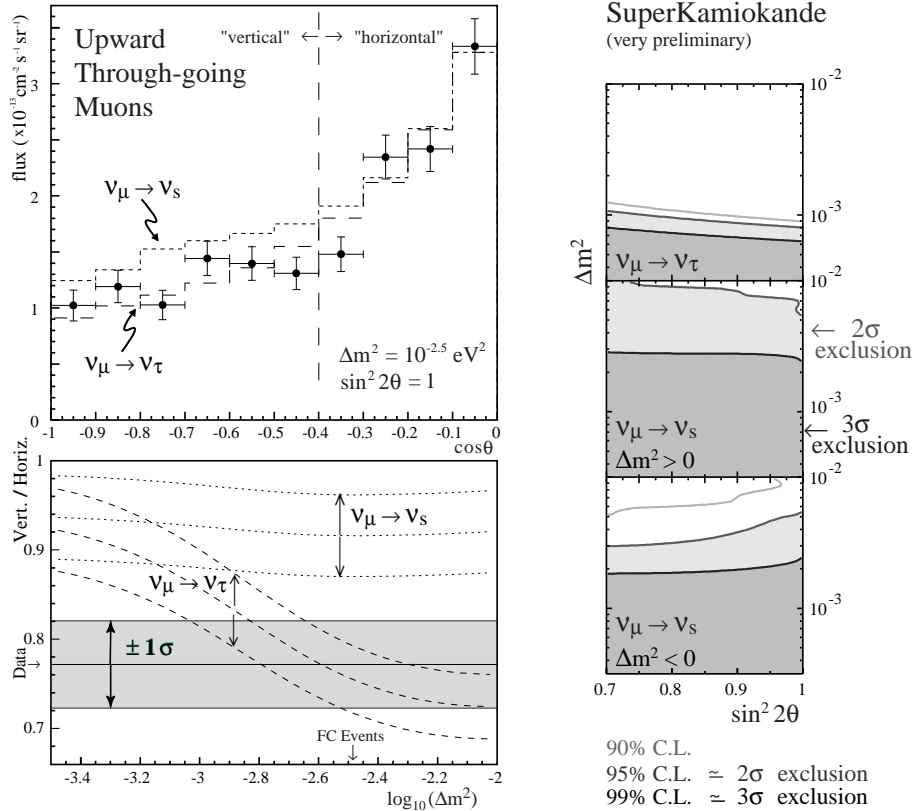 Upward
Through-going
Muons
"vertical"
"horizontal"
flux ( ×10⁻¹³cm⁻² s⁻¹ sr⁻¹)
3
2
1
0
νμ → νs
νμ → ντ
Δm² = 10⁻²·⁵ eV²
sin² 2θ = 1
-1 -0.9 -0.8 -0.7 -0.6 -0.5 -0.4 -0.3 -0.2 -0.1 0
cosθ
Vert. / Horiz.
1
0.9
0.8
Data
0.7
νμ → νs
νμ → ντ
± 1σ
FC Events
-3.4 -3.2 -3 -2.8 -2.6 -2.4 -2.2 -2
log₁₀(Δm²)
SuperKamiokande
(very preliminary)
Δm²
10⁻²
10⁻³
νμ → ντ
10⁻²
2σ
exclusion
10⁻³
νμ → νs
Δm² > 0
3σ
exclusion
10⁻²
10⁻²
10⁻³
νμ → νs
Δm² < 0
0.7 0.8 0.9 1
sin² 2θ
90% C.L.
95% C.L. ≃ 2σ exclusion
99% C.L. ≃ 3σ exclusion